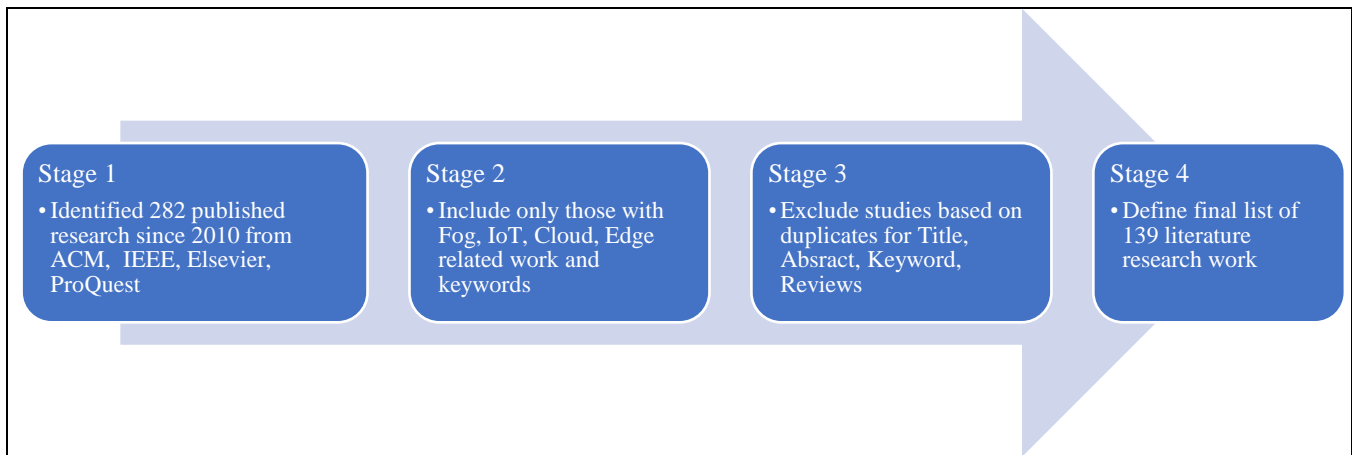 Stage 1
• Identified 282 published
research since 2010 from
ACM, IEEE, Elsevier,
ProQuest
Stage 2
• Include only those with
Fog, IoT, Cloud, Edge
related work and
keywords
Stage 3
• Exclude studies based on
duplicates for Title,
Absract, Keyword,
Reviews
Stage 4
• Define final list of
139 literature
research work